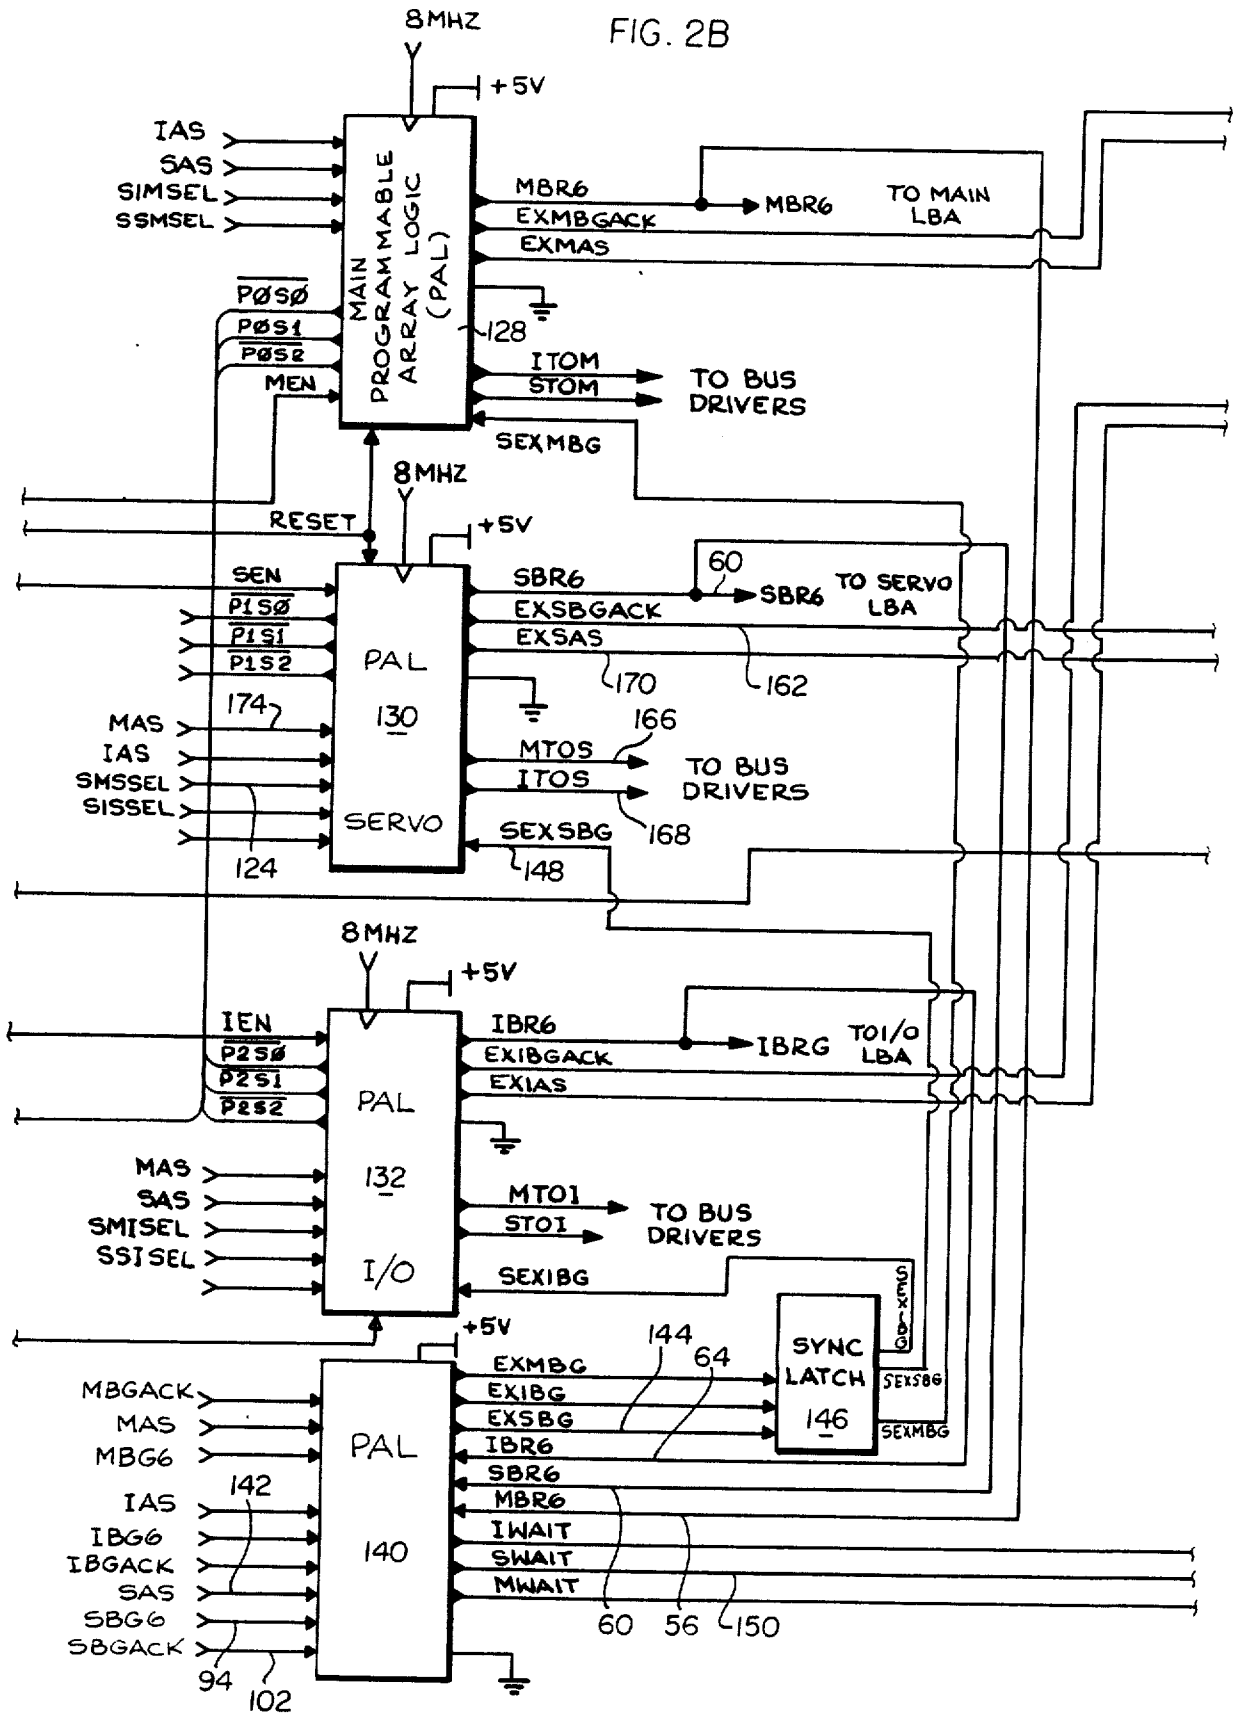 FIG. 2B
8MHZ
+5V
IAS
SAS
SIMSEL
SSMSEL
P0S0
P0S1
P0S2
MEN
MAIN
PROGRAMMABLE
ARRAY LOGIC
(PAL)
128
MBR6
MBR6
TO MAIN
LBA
EXMBGACK
EXMAS
ITOM
STOM
TO BUS
DRIVERS
SEXMBG
8MHZ
+5V
RESET
SEN
P1S0
P1S1
P1S2
174
MAS
IAS
SMSSEL
SISSEL
124
PAL
130
SERVO
SBR6
60
SBR6
TO SERVO
LBA
EXSBGACK
EXSAS
170
162
MTOS
166
ITOS
168
TO BUS
DRIVERS
SEXSBG
148
8MHZ
+5V
IEN
P2S0
P2S1
P2S2
MAS
SAS
SMISEL
SSISEL
PAL
132
I/O
IBR6
IBRG
TO I/O
LBA
EXIBGACK
EXIAS
MTOI
STOI
TO BUS
DRIVERS
SEXIBG
SEXIBG
SYNC
LATCH
146
SEXSBG
SEXMBG
+5V
MBGACK
MAS
MBG6
IAS
142
IBG6
IBGACK
SAS
SBG6
SBGACK
94
102
PAL
140
EXMBG
144
64
EXIBG
EXSBG
IBR6
SBR6
MBR6
IWAIT
SWAIT
MWAIT
60
56
150